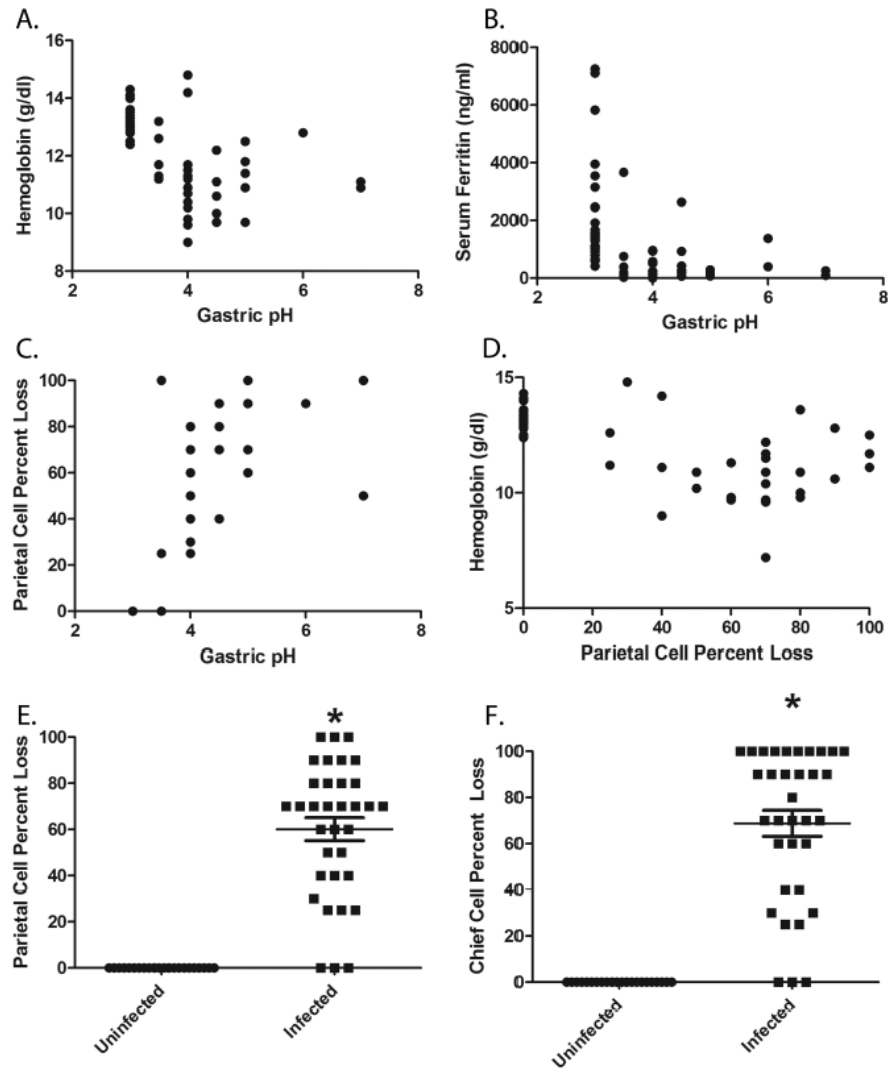 A.
Hemoglobin (g/dl)
16
14
12
10
8
2
4
6
8
Gastric pH
B.
Serum Ferritin (ng/ml)
8000
6000
4000
2000
0
2
4
6
8
Gastric pH
C.
Parietal Cell Percent Loss
100
80
60
40
20
0
2
4
6
8
Gastric pH
D.
Hemoglobin (g/dl)
15
10
5
0
20
40
60
80
100
Parietal Cell Percent Loss
E.
Parietal Cell Percent Loss
100
80
60
40
20
0
*
Uninfected
Infected
F.
Chief Cell Percent Loss
100
80
60
40
20
0
*
Uninfected
Infected